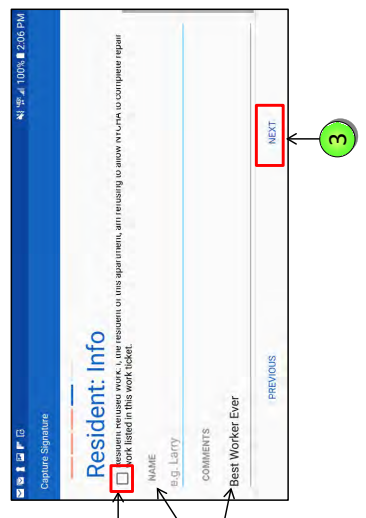 100% 2:06 PM
Capture Signature
Resident: Info
Resident Refused Work: I, the resident of this apartment, am refusing to allow NYCHA to complete repair
work listed in this work ticket.
NAME
e.g. Larry
COMMENTS
Best Worker Ever
PREVIOUS
NEXT
3